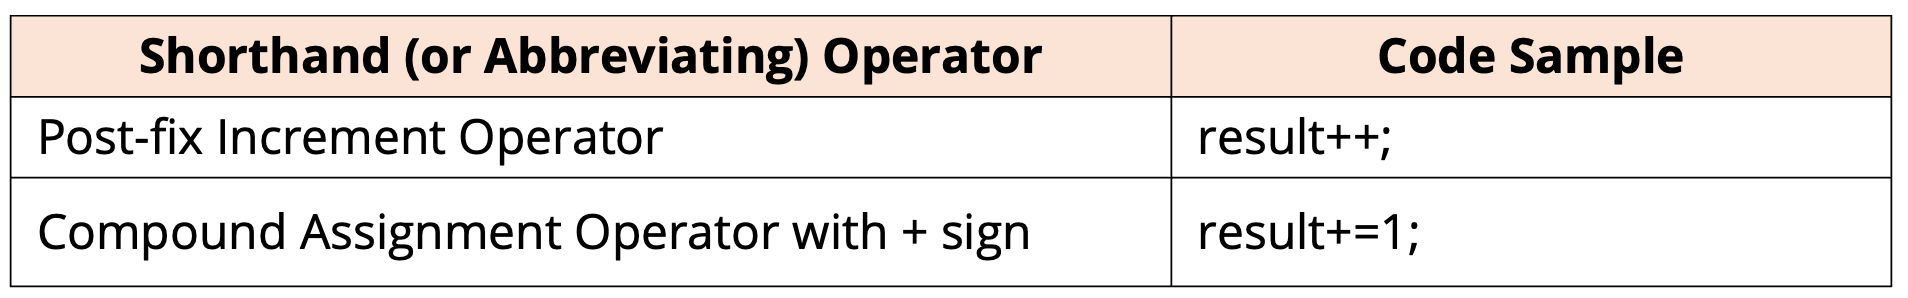 Shorthand (or Abbreviating) Operator Code Sample
Post-fix Increment Operator result++;
Compound Assignment Operator with + sign result+=1;